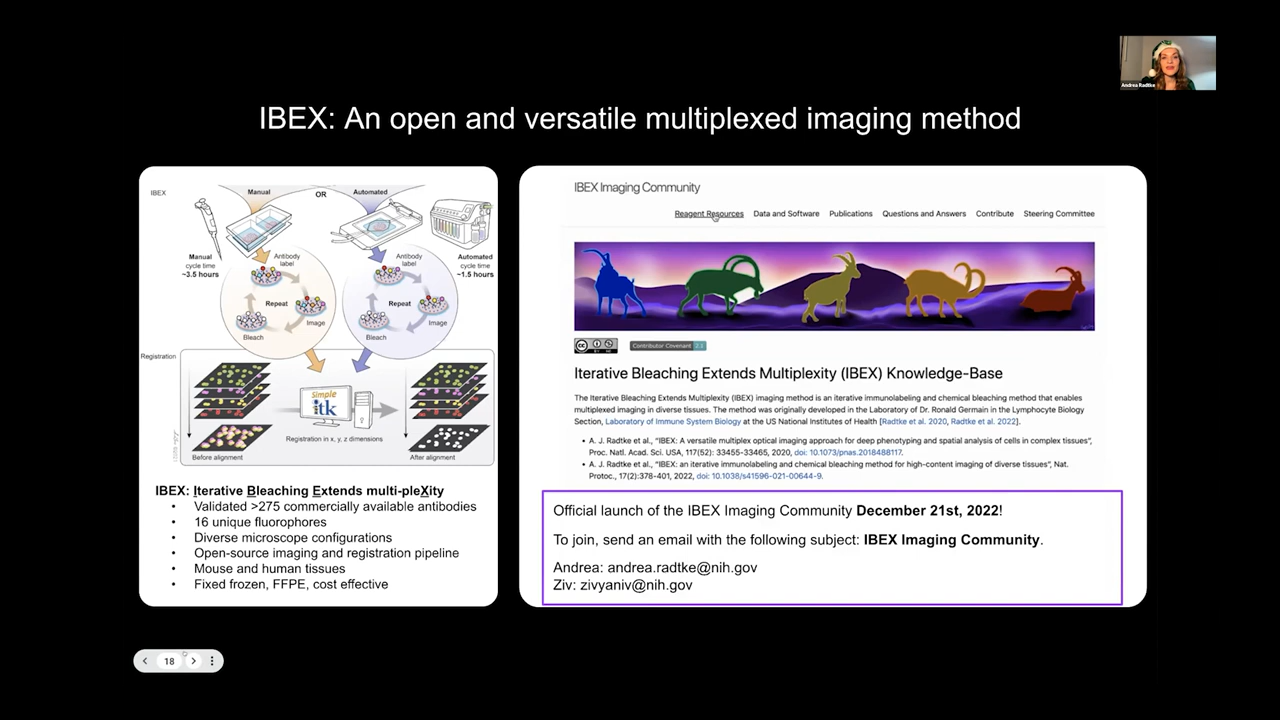 Andrea Radtke
IBEX: An open and versatile multiplexed imaging method
IBEX
Manual
OR
Automated
Manual
cycle time
~3.5 hours
Antibody
label
Repeat
Image
Bleach
Antibody
label
Repeat
Image
Bleach
Automated
cycle time
~1.5 hours
Registration
Simple
itk
Registration in x, y, z dimensions
Before alignment
After alignment
IBEX: Iterative Bleaching Extends multi-pleXity
• Validated >275 commercially available antibodies
• 16 unique fluorophores
• Diverse microscope configurations
• Open-source imaging and registration pipeline
• Mouse and human tissues
• Fixed frozen, FFPE, cost effective
IBEX Imaging Community
Reagent Resources Data and Software Publications Questions and Answers Contribute Steering Committee
Contributor Covenant 2.1
Iterative Bleaching Extends Multiplexity (IBEX) Knowledge-Base
The Iterative Bleaching Extends Multiplexity (IBEX) imaging method is an iterative immunolabeling and chemical bleaching method that enables
multiplexed imaging in diverse tissues. The method was originally developed in the Laboratory of Dr. Ronald Germain in the Lymphocyte Biology
Section, Laboratory of Immune System Biology at the US National Institutes of Health [Radtke et al. 2020, Radtke et al. 2022].
• A. J. Radtke et al., “IBEX: A versatile multiplex optical imaging approach for deep phenotyping and spatial analysis of cells in complex tissues”,
Proc. Natl. Acad. Sci. USA, 117(52): 33455-33465, 2020, doi: 10.1073/pnas.2018488117.
• A. J. Radtke et al., “IBEX: an iterative immunolabeling and chemical bleaching method for high-content imaging of diverse tissues”, Nat.
Protoc., 17(2):378-401, 2022, doi: 10.1038/s41596-021-00644-9.
Official launch of the IBEX Imaging Community December 21st, 2022!
To join, send an email with the following subject: IBEX Imaging Community.
Andrea: andrea.radtke@nih.gov
Ziv: zivyaniv@nih.gov
18